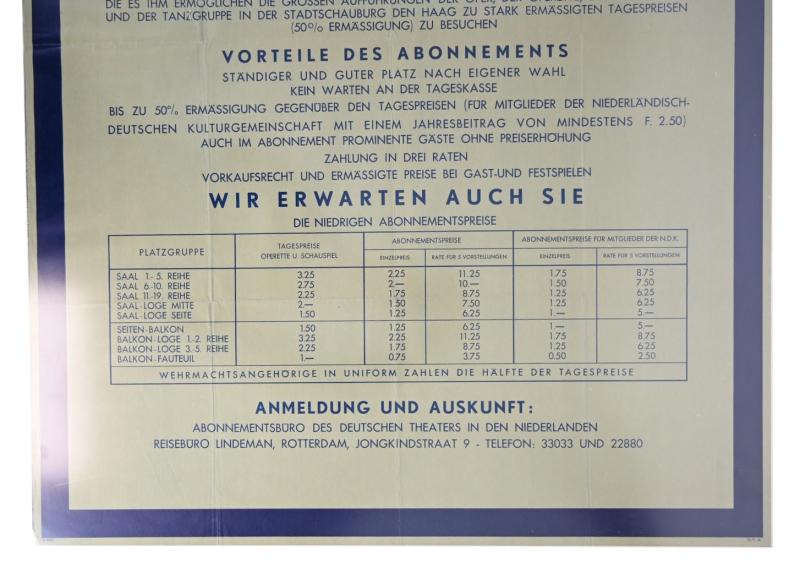 DIE ES IHM ERMÖGLICHEN DIE GROSSEN AUFFÜHRUNGEN DER OPER, DER OPERETTE,
UND DER TANZGRUPPE IN DER STADTSCHAUBURG DEN HAAG ZU STARK ERMÄSSIGTEN TAGESPREISEN
(50% ERMÄSSIGUNG) ZU BESUCHEN
VORTEILE DES ABONNEMENTS
STÄNDIGER UND GUTER PLATZ NACH EIGENER WAHL
KEIN WARTEN AN DER TAGESKASSE
BIS ZU 50% ERMÄSSIGUNG GEGENÜBER DEN TAGESPREISEN (FÜR MITGLIEDER DER NIEDERLÄNDISCH-
DEUTSCHEN KULTURGEMEINSCHAFT MIT EINEM JAHRESBEITRAG VON MINDESTENS F. 2.50)
AUCH IM ABONNEMENT PROMINENTE GÄSTE OHNE PREISERHÖHUNG
ZAHLUNG IN DREI RATEN
VORKAUFSRECHT UND ERMÄSSIGTE PREISE BEI GAST-UND FESTSPIELEN
WIR ERWARTEN AUCH SIE
DIE NIEDRIGEN ABONNEMENTSPREISE
PLATZGRUPPE TAGESPREISE OPERETTE U. SCHAUSPIEL ABONNEMENTSPREISE ABONNEMENTSPREISE FÜR MITGLIEDER DER N.D.K.
EINZELPREIS RATE FÜR 5 VORSTELLUNGEN EINZELPREIS RATE FÜR 5 VORSTELLUNGEN
SAAL 1.-5. REIHE 3.25 2.25 11.25 1.75 8.75
SAAL 6.-10. REIHE 2.75 2.— 10.— 1.50 7.50
SAAL 11.-19. REIHE 2.25 1.75 8.75 1.25 6.25
SAAL-LOGE MITTE 2.— 1.50 7.50 1.25 6.25
SAAL-LOGE SEITE 1.50 1.25 6.25 1.— 5.—
SEITEN-BALKON 1.50 1.25 6.25 1.— 5.—
BALKON-LOGE 1.-2. REIHE 3.25 2.25 11.25 1.75 8.75
BALKON-LOGE 3.-5. REIHE 2.25 1.75 8.75 1.25 6.25
BALKON-FAUTEUIL 1.— 0.75 3.75 0.50 2.50
WEHRMACHTSANGEHÖRIGE IN UNIFORM ZAHLEN DIE HÄLFTE DER TAGESPREISE
ANMELDUNG UND AUSKUNFT:
ABONNEMENTSBÜRO DES DEUTSCHEN THEATERS IN DEN NIEDERLANDEN
REISEBÜRO LINDEMAN, ROTTERDAM, JONGKINDSTRAAT 9 - TELEFON: 33033 UND 22880